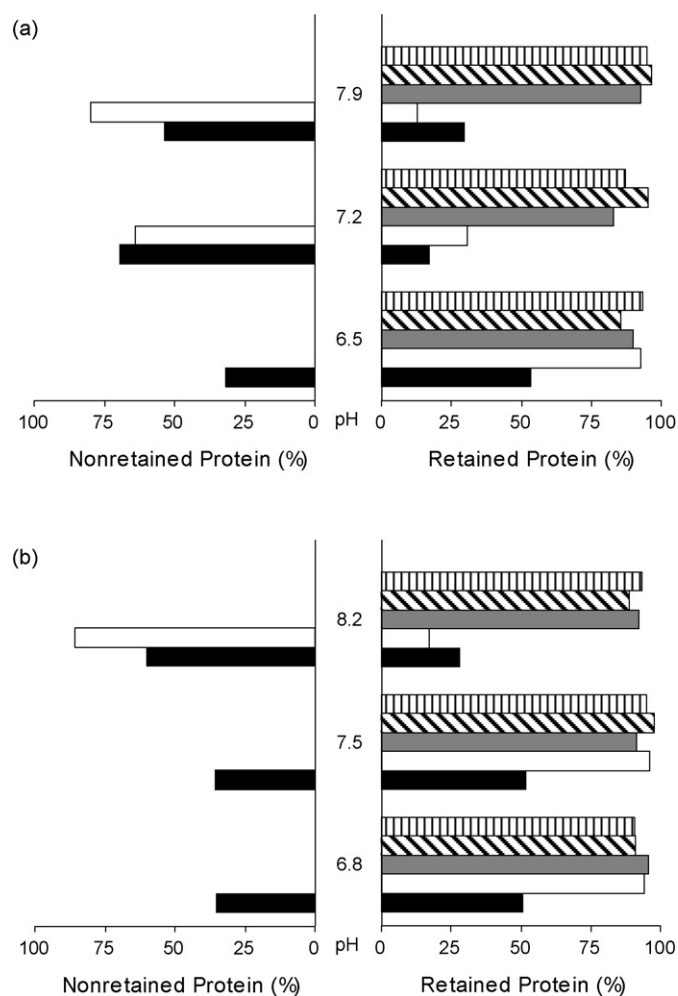 (a)
7.9
7.2
6.5
100 75 50 25 0 pH 0 25 50 75 100
Nonretained Protein (%) Retained Protein (%)
(b)
8.2
7.5
6.8
100 75 50 25 0 pH 0 25 50 75 100
Nonretained Protein (%) Retained Protein (%)